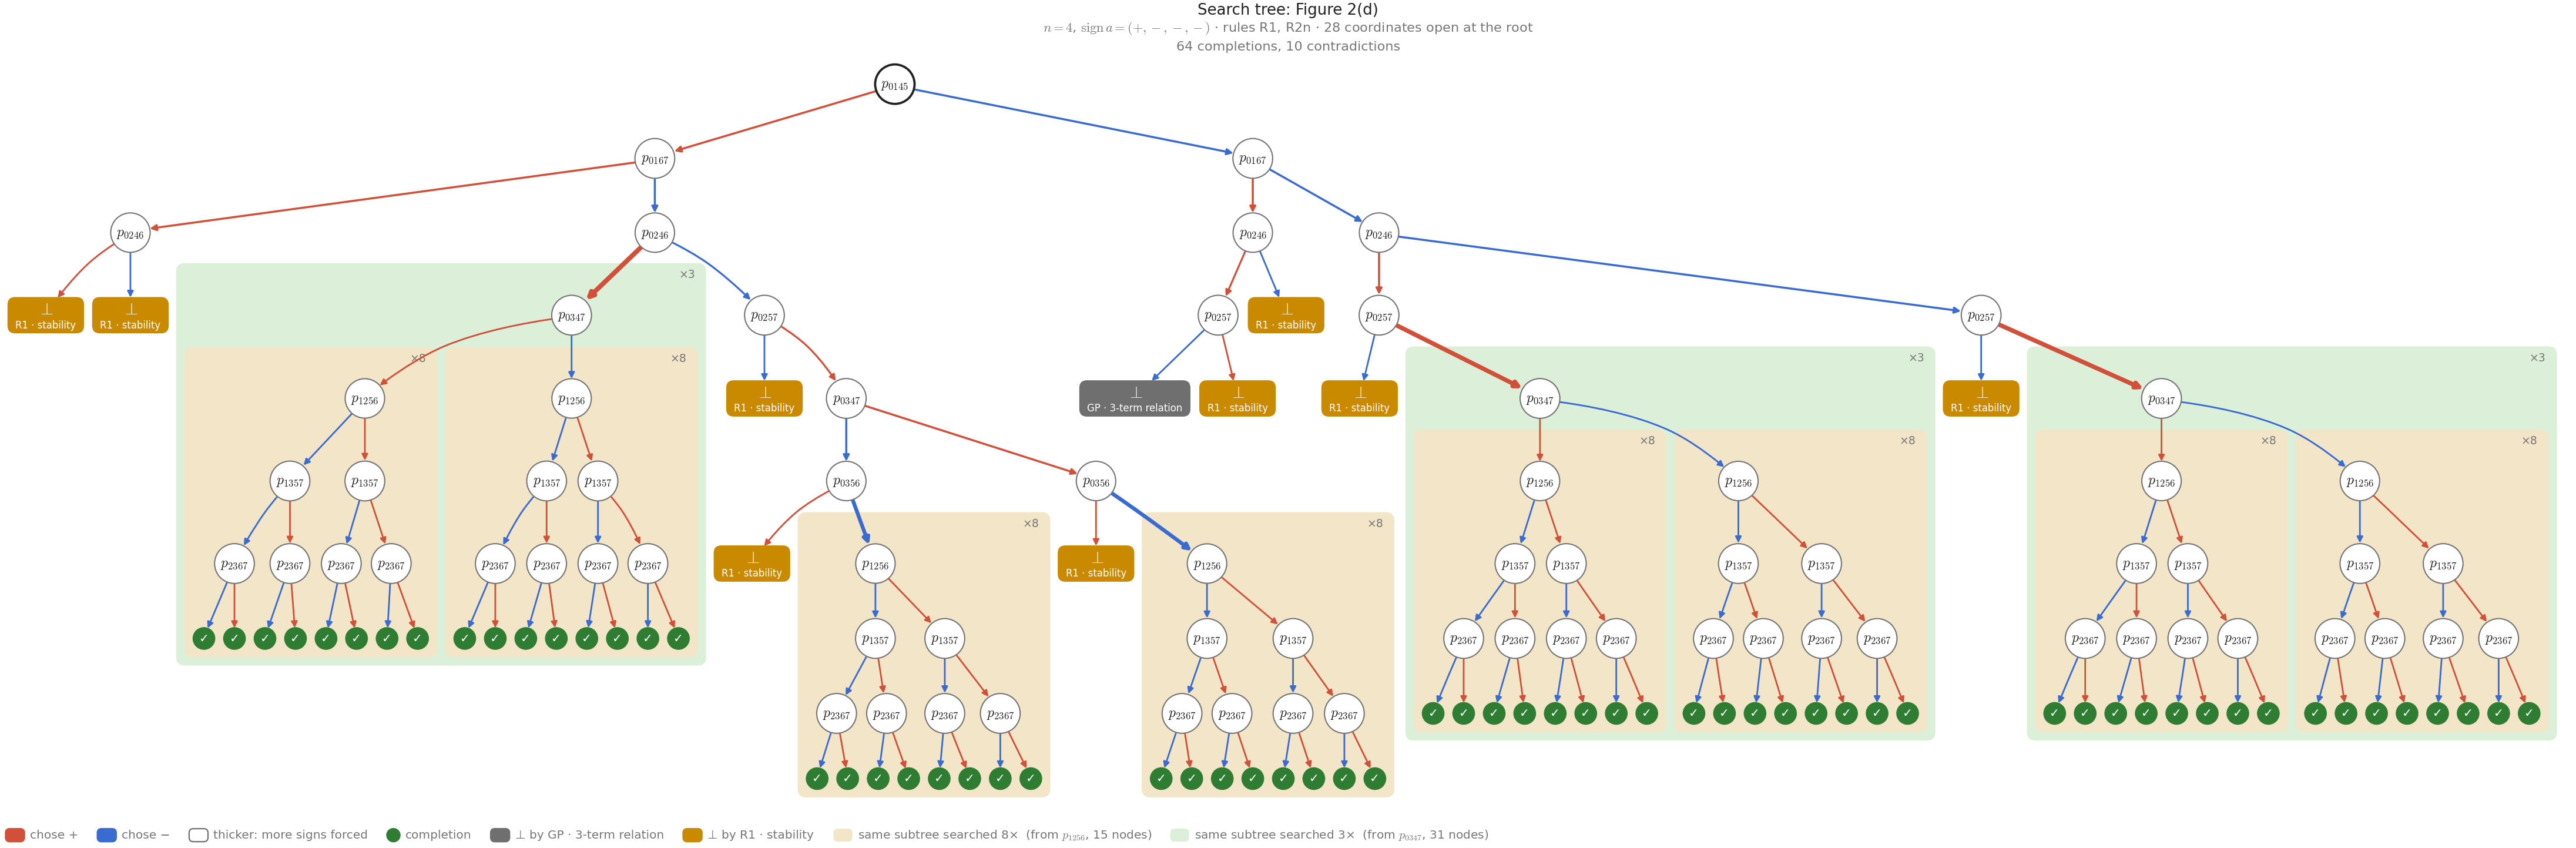 Search tree: Figure 2(d)
n = 4, sign a = (+, −, −, −) · rules R1, R2n · 28 coordinates open at the root
64 completions, 10 contradictions
p0145
p0167 p0167
p0246 p0246 p0246 p0246
×3
⊥ ⊥ p0347 p0257 p0257 ⊥ p0257 p0257
R1 · stability R1 · stability R1 · stability
×8 ×8 ×3 ×3
p1256 p1256 ⊥ p0347 ⊥ ⊥ ⊥ p0347 ⊥ p0347
R1 · stability GP · 3-term relation R1 · stability R1 · stability R1 · stability
×8 ×8 ×8 ×8
p1357 p1357 p1357 p1357 p0356 p0356 p1256 p1256 p1256 p1256
×8 ×8
p2367 p2367 p2367 p2367 p2367 p2367 p2367 p2367 ⊥ p1256 ⊥ p1256 p1357 p1357 p1357 p1357 p1357 p1357 p1357 p1357
R1 · stability R1 · stability
✓ ✓ ✓ ✓ ✓ ✓ ✓ ✓ ✓ ✓ ✓ ✓ ✓ ✓ ✓ ✓ p1357 p1357 p1357 p1357 p2367 p2367 p2367 p2367 p2367 p2367 p2367 p2367 p2367 p2367 p2367 p2367 p2367 p2367 p2367 p2367
p2367 p2367 p2367 p2367 p2367 p2367 p2367 p2367 ✓ ✓ ✓ ✓ ✓ ✓ ✓ ✓ ✓ ✓ ✓ ✓ ✓ ✓ ✓ ✓ ✓ ✓ ✓ ✓ ✓ ✓ ✓ ✓ ✓ ✓ ✓ ✓ ✓ ✓ ✓ ✓
✓ ✓ ✓ ✓ ✓ ✓ ✓ ✓ ✓ ✓ ✓ ✓ ✓ ✓ ✓ ✓
chose + chose − thicker: more signs forced completion ⊥ by GP · 3-term relation ⊥ by R1 · stability same subtree searched 8× (from p1256, 15 nodes) same subtree searched 3× (from p0347, 31 nodes)